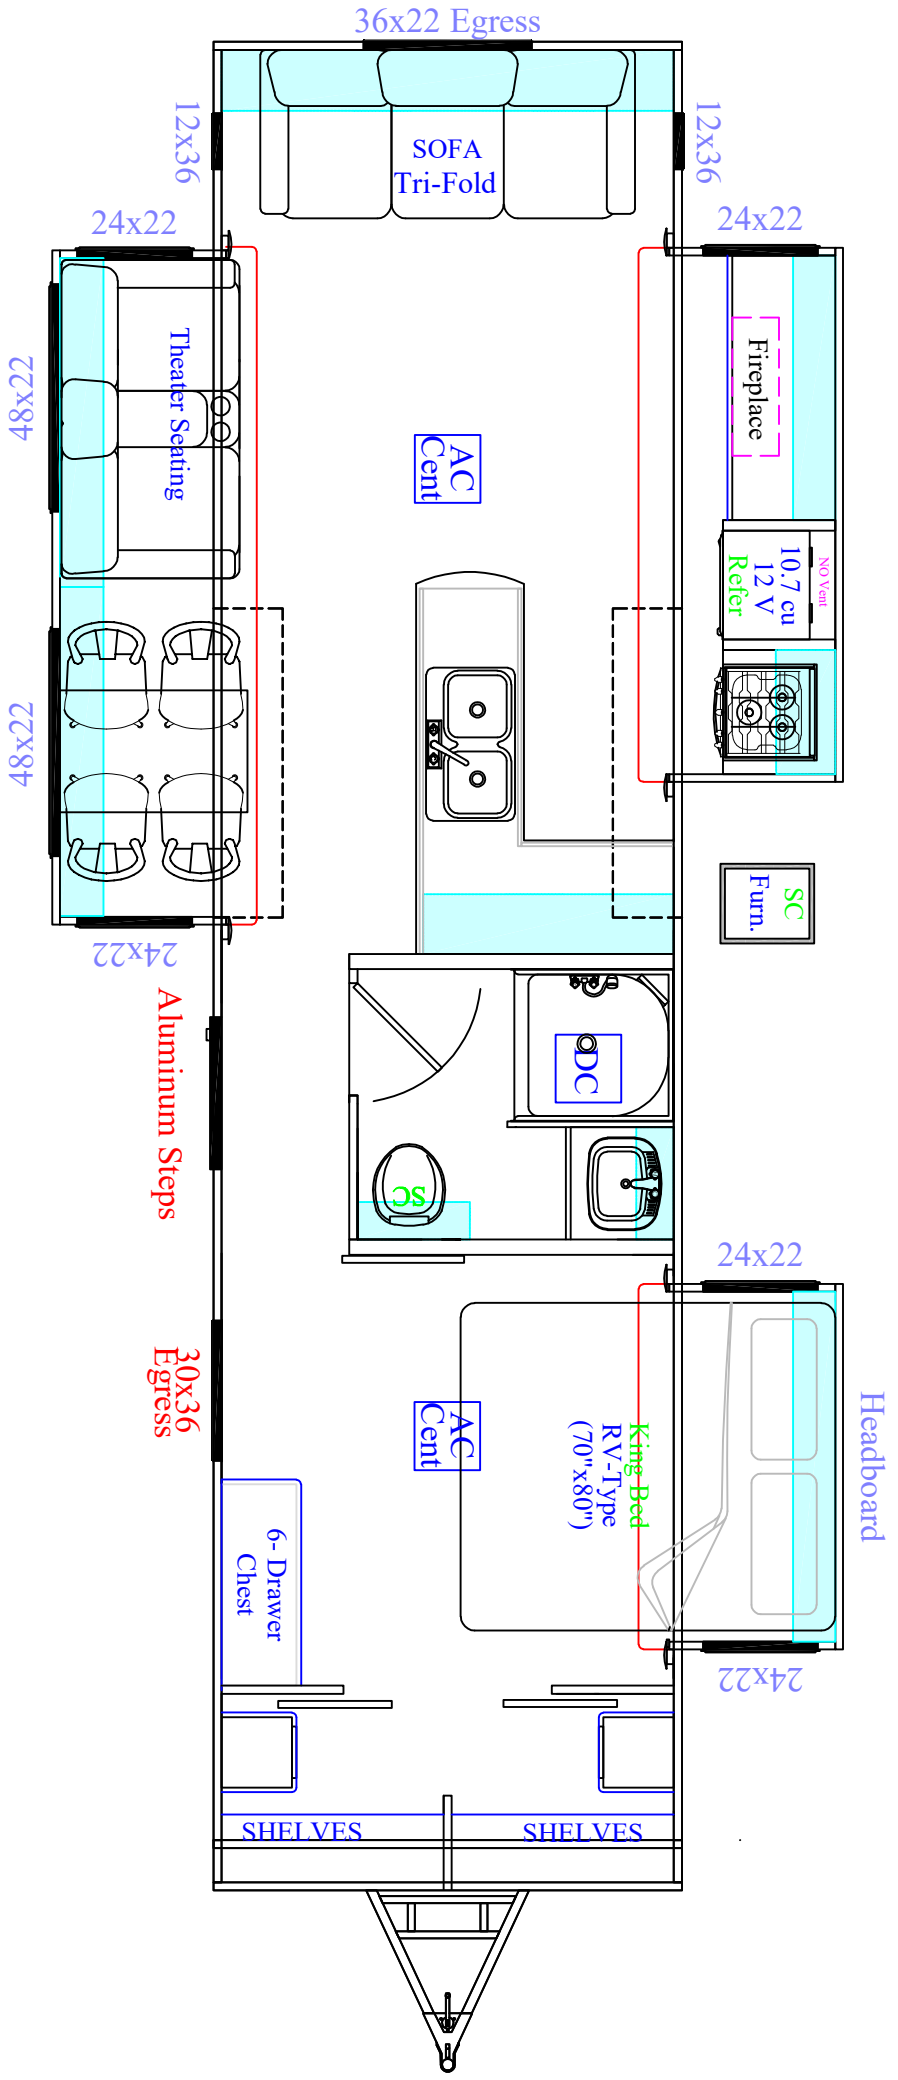 36x22 Egress
12x36
12x36
SOFA
Tri-Fold
24x22
24x22
48x22
Theater Seating
Fireplace
AC
Cent
NO Vent
10.7 cu
12 V
Refer
48x22
SC
Furn.
24x22
Aluminum Steps
DC
SC
24x22
30x36
Egress
AC
Cent
King Bed
RV-Type
(70"x80")
Headboard
6- Drawer
Chest
24x22
SHELVES
SHELVES